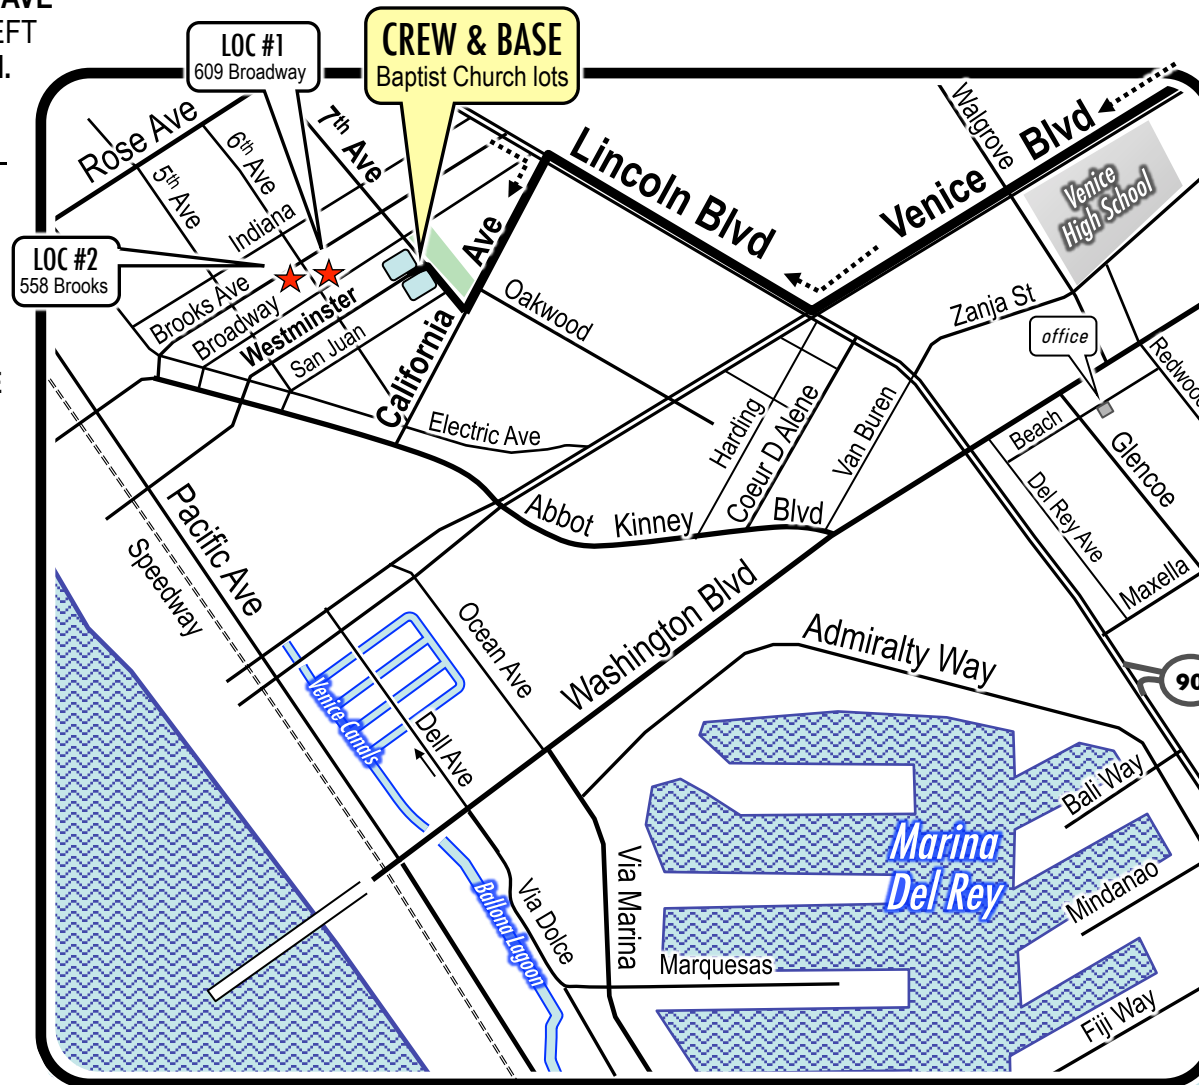 AVE
EFT
LOC #1
609 Broadway
CREW & BASE
Baptist Church lots
LOC #2
558 Brooks
Rose Ave
5th Ave
6th Ave
7th Ave
Indiana
Brooks Ave
Broadway
Westminster
San Juan
California
Ave
Lincoln Blvd
Venice
Blvd
Walgrove
Venice
High School
Oakwood
Zanja St
office
Redwood
Electric Ave
Harding
Coeur D Alene
Van Buren
Beach
Glencoe
Del Rey Ave
Maxella
Abbot Kinney Blvd
Pacific Ave
Speedway
Ocean Ave
Washington Blvd
Admiralty Way
90
Venice Canals
Dell Ave
Bali Way
Marina
Del Rey
Mindanao
Via Marina
Via Dolce
Ballona Lagoon
Marquesas
Fiji Way